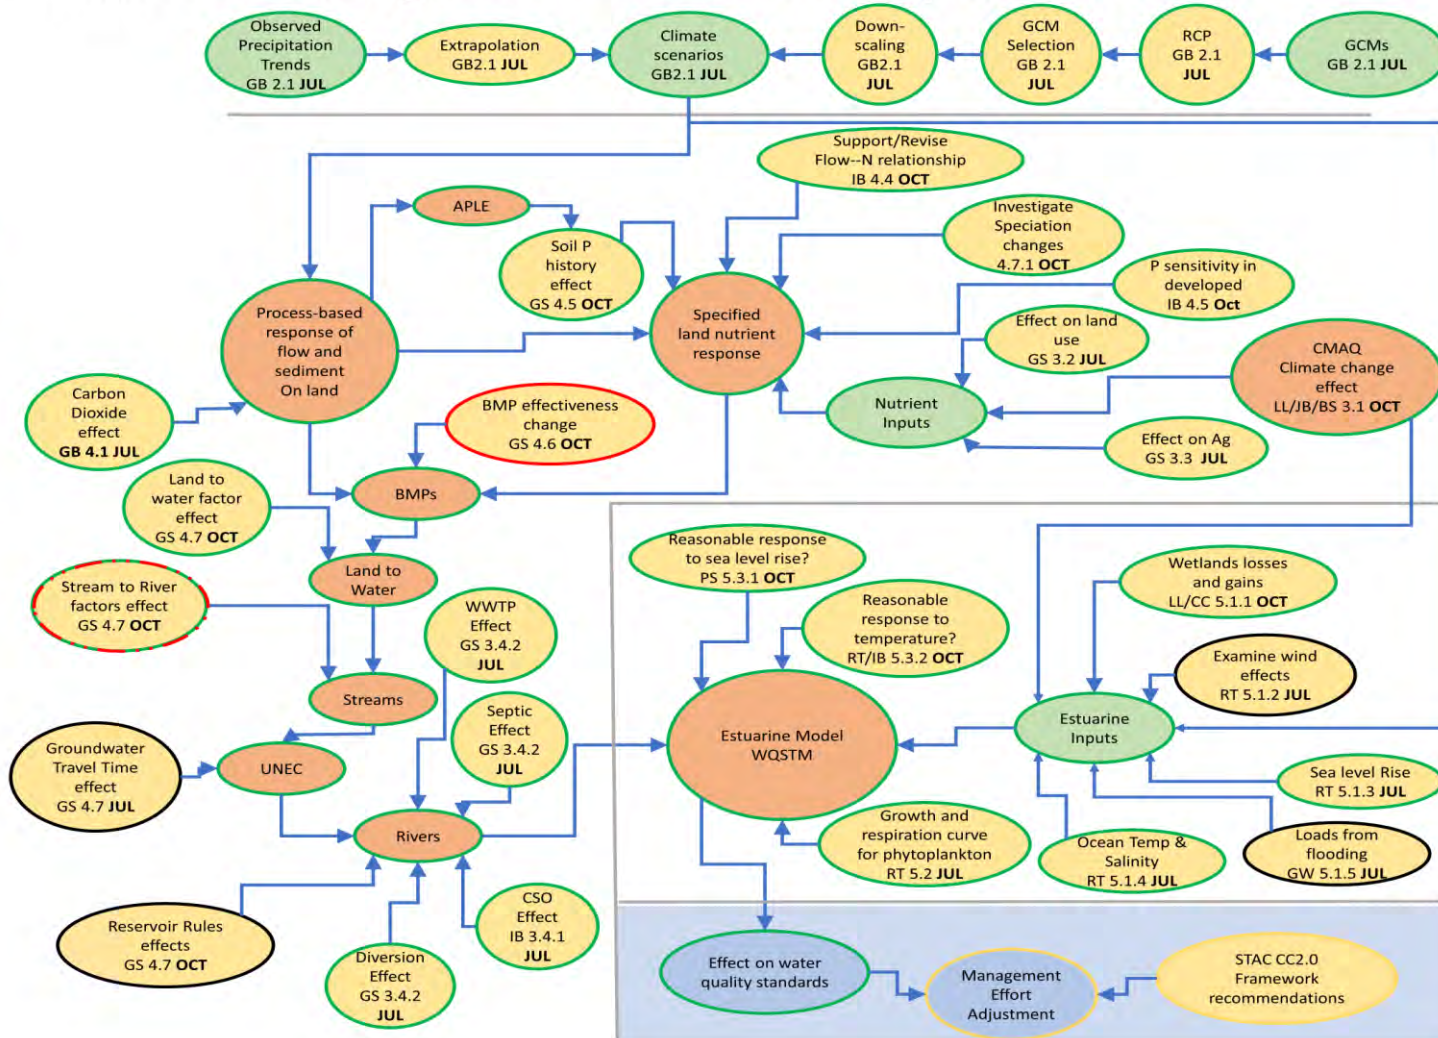 Observed
Precipitation
Trends
GB 2.1 JUL
Extrapolation
GB2.1 JUL
Climate
scenarios
GB2.1 JUL
Down-
scaling
GB2.1
JUL
GCM
Selection
GB 2.1
JUL
RCP
GB 2.1
JUL
GCMs
GB 2.1 JUL
Support/Revise
Flow--N relationship
IB 4.4 OCT
APLE
Soil P
history
effect
GS 4.5 OCT
Investigate
Speciation
changes
4.7.1 OCT
P sensitivity in
developed
IB 4.5 Oct
Process-based
response of
flow and
sediment
On land
Specified
land nutrient
response
Effect on land
use
GS 3.2 JUL
CMAQ
Climate change
effect
LL/JB/BS 3.1 OCT
Carbon
Dioxide
effect
GB 4.1 JUL
BMP effectiveness
change
GS 4.6 OCT
Nutrient
Inputs
Effect on Ag
GS 3.3 JUL
Land to
water factor
effect
GS 4.7 OCT
BMPs
Land to
Water
Stream to River
factors effect
GS 4.7 OCT
WWTP
Effect
GS 3.4.2
JUL
Reasonable response
to sea level rise?
PS 5.3.1 OCT
Reasonable
response to
temperature?
RT/IB 5.3.2 OCT
Wetlands losses
and gains
LL/CC 5.1.1 OCT
Examine wind
effects
RT 5.1.2 JUL
Streams
Septic
Effect
GS 3.4.2
JUL
Groundwater
Travel Time
effect
GS 4.7 JUL
UNEC
Estuarine Model
WQSTM
Estuarine
Inputs
Sea level Rise
RT 5.1.3 JUL
Rivers
Growth and
respiration curve
for phytoplankton
RT 5.2 JUL
Ocean Temp &
Salinity
RT 5.1.4 JUL
Loads from
flooding
GW 5.1.5 JUL
Reservoir Rules
effects
GS 4.7 OCT
Diversion
Effect
GS 3.4.2
JUL
CSO
Effect
IB 3.4.1
JUL
Effect on water
quality standards
Management
Effort
Adjustment
STAC CC2.0
Framework
recommendations